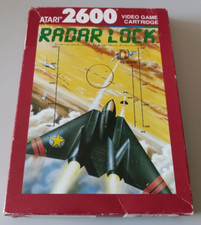 ATARI 2600 VIDEO GAME CARTRIDGE
RADAR LOCK